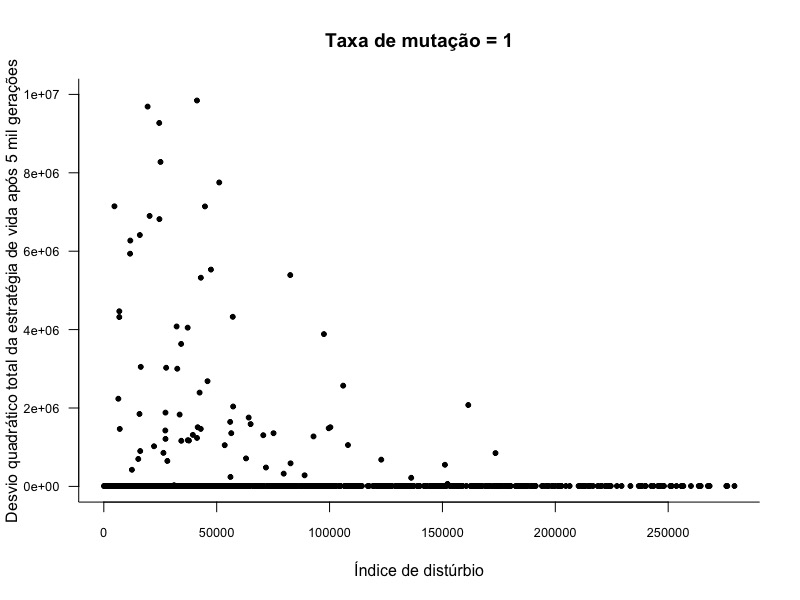 Taxa de mutação = 1
Desvio quadrático total da estratégia de vida após 5 mil gerações
1e+07
8e+06
6e+06
4e+06
2e+06
0e+00
0
50000
100000
150000
200000
250000
Índice de distúrbio